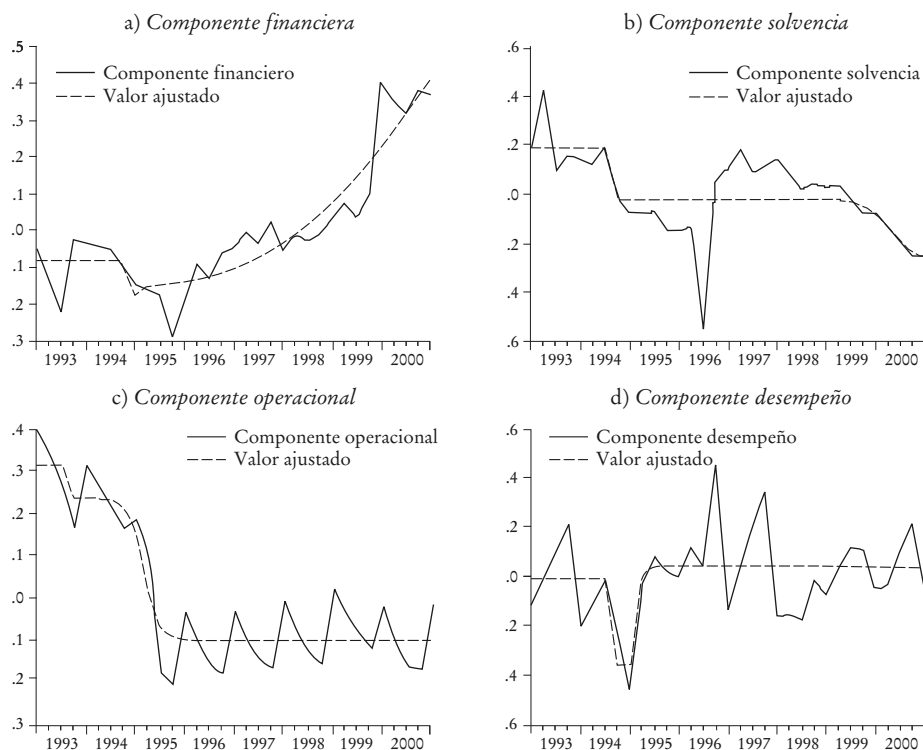 a) Componente financiera
.5
.4
.3
.2
.1
.0
.1
.2
.3
Componente financiero
Valor ajustado
1993 1994 1995 1996 1997 1998 1999 2000
b) Componente solvencia
.6
.4
.2
.0
.2
.4
.6
Componente solvencia
Valor ajustado
1993 1994 1995 1996 1997 1998 1999 2000
c) Componente operacional
.4
.3
.2
.1
.0
.1
.2
.3
Componente operacional
Valor ajustado
1993 1994 1995 1996 1997 1998 1999 2000
d) Componente desempeño
.6
.4
.2
.0
.2
.4
.6
Componente desempeño
Valor ajustado
1993 1994 1995 1996 1997 1998 1999 2000